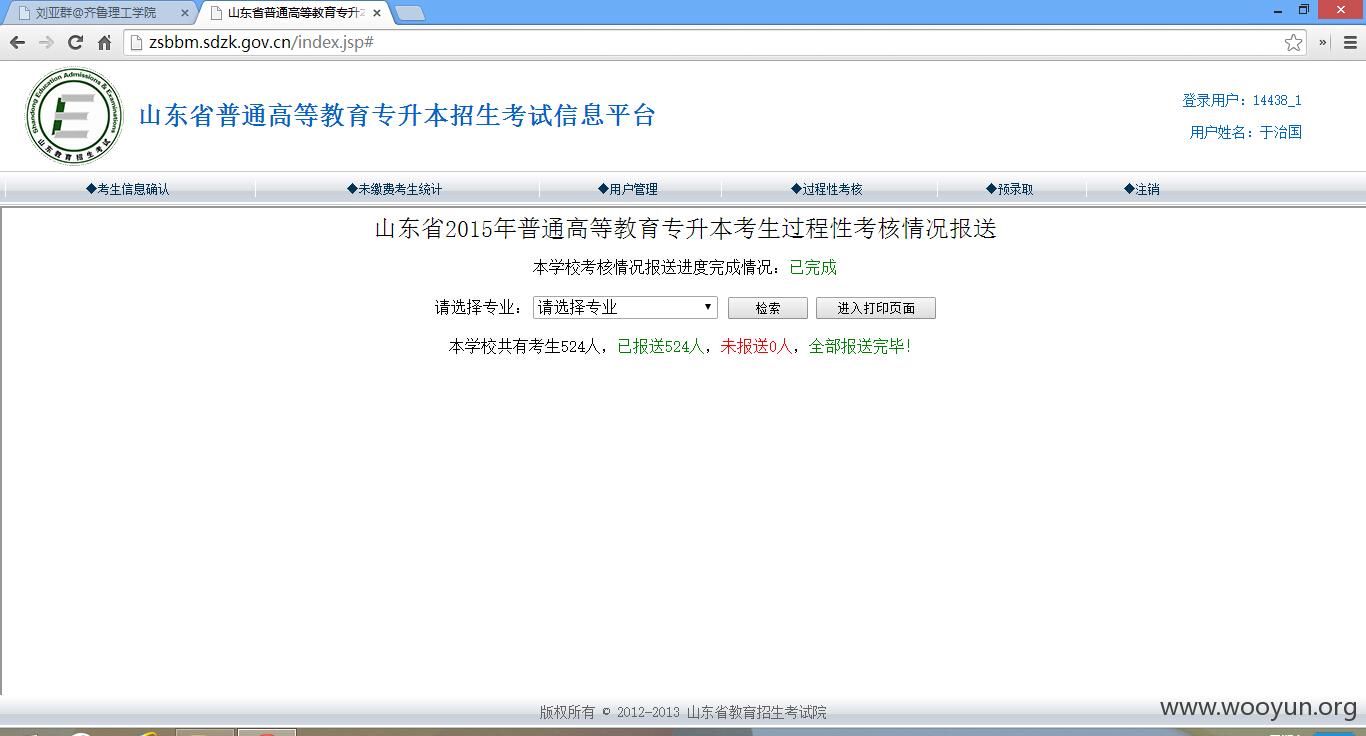 刘亚群@齐鲁理工学院
山东省普通高等教育专升
zsbbm.sdzk.gov.cn/index.jsp#
Shandong Education Admissions & Examinations
山东教育招生考试
山东省普通高等教育专升本招生考试信息平台
登录用户：14438_1
用户姓名：于治国
◆考生信息确认 ◆未缴费考生统计 ◆用户管理 ◆过程性考核 ◆预录取 ◆注销
山东省2015年普通高等教育专升本考生过程性考核情况报送
本学校考核情况报送进度完成情况：已完成
请选择专业： 请选择专业 检索 进入打印页面
本学校共有考生524人，已报送524人，未报送0人，全部报送完毕！
版权所有 © 2012-2013 山东省教育招生考试院
www.wooyun.org